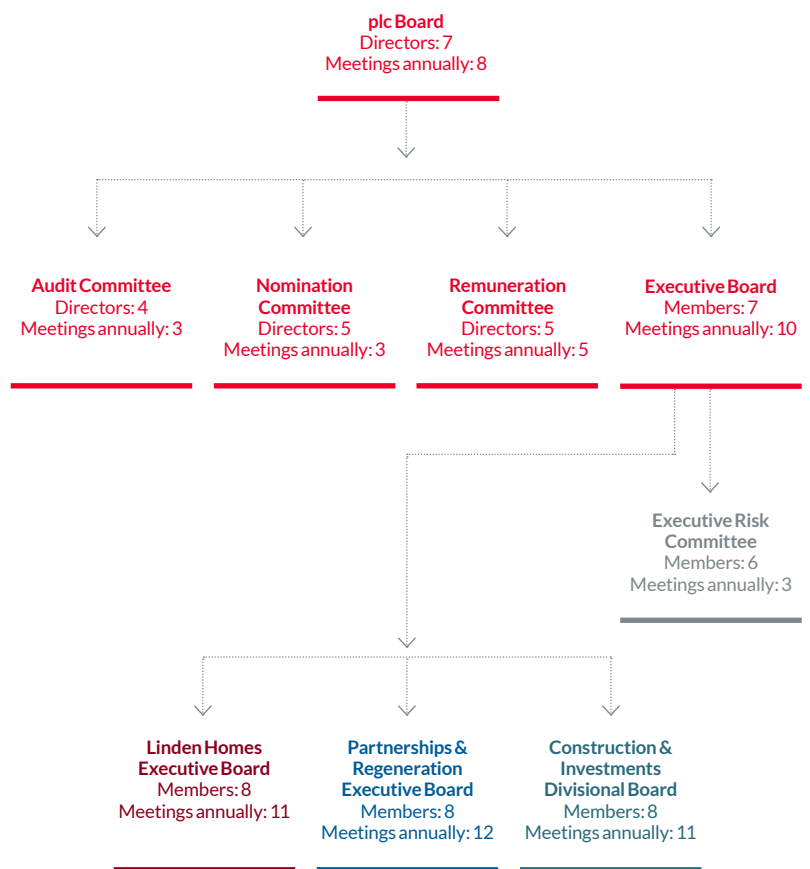 plc Board
Directors: 7
Meetings annually: 8
Audit Committee
Directors: 4
Meetings annually: 3
Nomination
Committee
Directors: 5
Meetings annually: 3
Remuneration
Committee
Directors: 5
Meetings annually: 5
Executive Board
Members: 7
Meetings annually: 10
Executive Risk
Committee
Members: 6
Meetings annually: 3
Linden Homes
Executive Board
Members: 8
Meetings annually: 11
Partnerships &
Regeneration
Executive Board
Members: 8
Meetings annually: 12
Construction &
Investments
Divisional Board
Members: 8
Meetings annually: 11